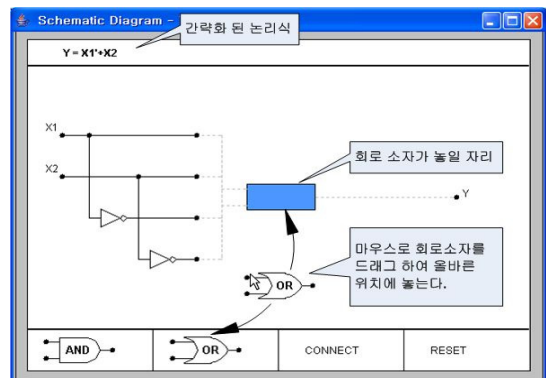 Schematic Diagram -
간략화 된 논리식
Y = X1'+X2
X1
회로 소자가 놓일 자리
X2
Y
마우스로 회로소자를
드래그 하여 올바른
위치에 놓는다.
OR
AND
OR
CONNECT
RESET